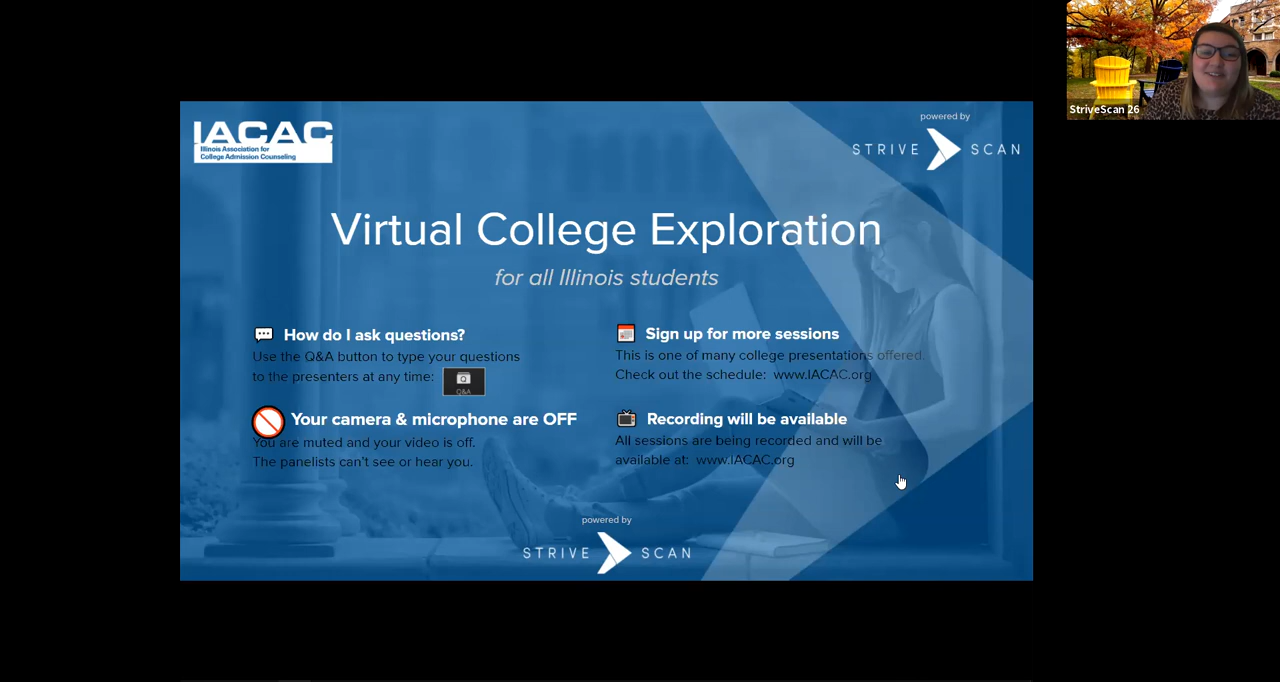 StriveScan 26
IACAC
Illinois Association for
College Admission Counseling
powered by
STRIVE SCAN
Virtual College Exploration
for all Illinois students
How do I ask questions?
Use the Q&A button to type your questions
to the presenters at any time:
Q
Q&A
Your camera & microphone are OFF
You are muted and your video is off.
The panelists can't see or hear you.
Sign up for more sessions
This is one of many college presentations offered.
Check out the schedule: www.IACAC.org
Recording will be available
All sessions are being recorded and will be
available at: www.IACAC.org
powered by
STRIVE SCAN